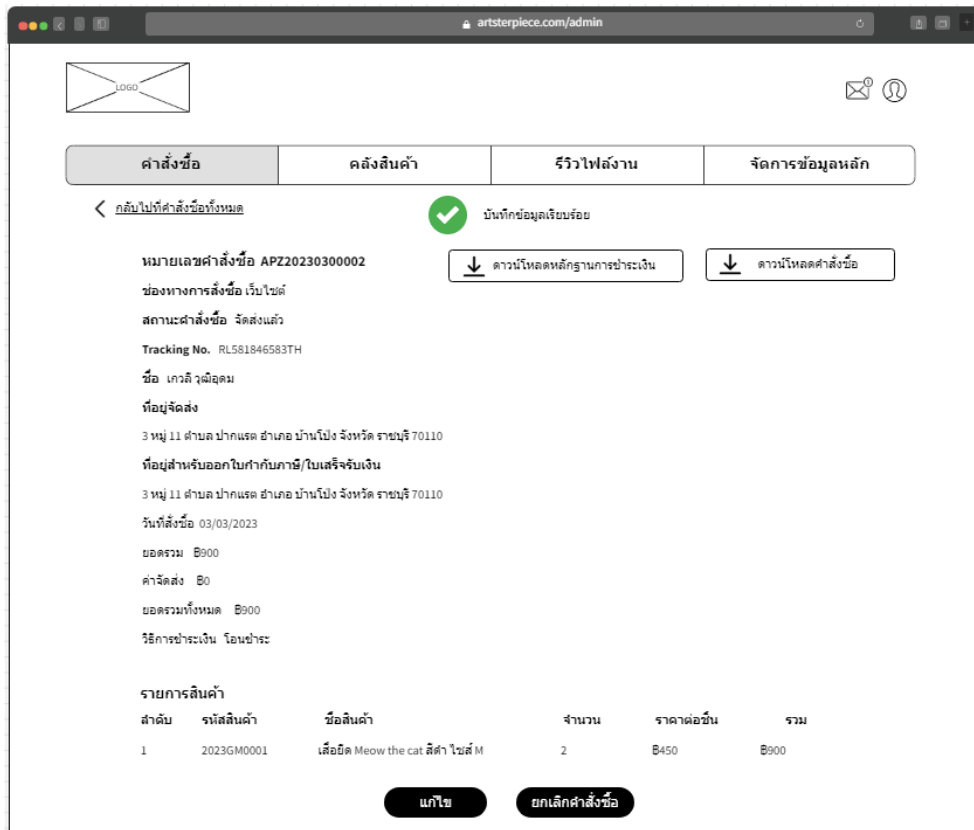 artsterpiece.com/admin
LOGO
1
คำสั่งซื้อ คลังสินค้า รีวิวไฟล์งาน จัดการข้อมูลหลัก
กลับไปที่คำสั่งซือทั้งหมด
บันทึกข้อมูลเรียบร้อย
หมายเลขคำสั่งซื้อ APZ20230300002
ดาวน์โหลดหลักฐานการชำระเงิน
ดาวน์โหลดคำสั่งซื้อ
ช่องทางการสั่งซื้อ เว็บไซต์
สถานะคำสั่งซื้อ จัดส่งแล้ว
Tracking No. RL581846583TH
ชื่อ เกวลี วุฒิอุดม
ที่อยู่จัดส่ง
3 หมู่ 11 ตำบล ปากแรต อำเภอ บ้านโป่ง จังหวัด ราชบุรี 70110
ที่อยู่สำหรับออกใบกำกับภาษี/ใบเสร็จรับเงิน
3 หมู่ 11 ตำบล ปากแรต อำเภอ บ้านโป่ง จังหวัด ราชบุรี 70110
วันที่สั่งซื้อ 03/03/2023
ยอดรวม ฿900
ค่าจัดส่ง ฿0
ยอดรวมทั้งหมด ฿900
วิธีการชำระเงิน โอนชำระ
รายการสินค้า
ลำดับ รหัสสินค้า ชื่อสินค้า จำนวน ราคาต่อชิ้น รวม
1 2023GM0001 เสื้อยืด Meow the cat สีดำ ไซส์ M 2 ฿450 ฿900
แก้ไข ยกเลิกคำสั่งซื้อ